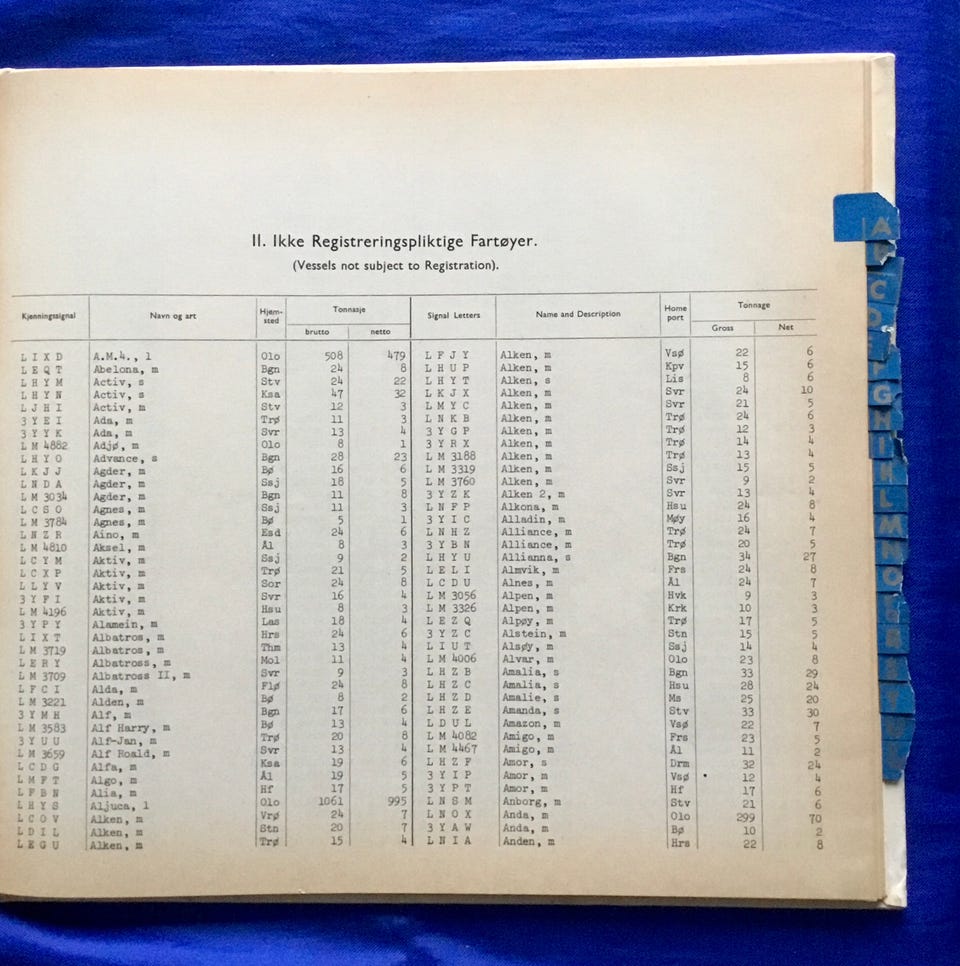 II. Ikke Registreringspliktige Fartøyer.
(Vessels not subject to Registration).
Kjenningssignal Navn og art Hjem-sted Tonnasje
brutto netto
L I X D A.M.4., l Olo 508 479
L E Q T Abelona, m Bgn 24 8
L H Y M Activ, s Stv 24 22
L H Y N Activ, s Ksa 47 32
L J H I Activ, m Stv 12 3
3 Y E I Ada, m Trø 11 3
3 Y Y K Ada, m Svr 13 4
L M 4882 Adjø, m Olo 8 1
L H Y O Advance, s Bgn 28 23
L K J J Agder, m Bø 16 6
L N D A Agder, m Ssj 18 5
L M 3034 Agder, m Bgn 11 8
L C S O Agnes, m Ssj 11 3
L M 3784 Agnes, m Bø 5 1
L N Z R Aino, m Esd 24 6
L M 4810 Aksel, m Ål 8 3
L C Y M Aktiv, m Ssj 9 2
L C X P Aktiv, m Trø 21 5
L L Y V Aktiv, m Sor 24 8
3 Y F I Aktiv, m Svr 16 4
L M 4196 Aktiv, m Hsu 8 3
3 Y P Y Alamein, m Las 18 4
L I X T Albatros, m Hrs 24 6
L M 3719 Albatros, m Thm 13 4
L E R Y Albatross, m Mol 11 4
L M 3709 Albatross II, m Svr 9 3
L F C I Alda, m Flø 24 8
L M 3221 Alden, m Bø 8 2
3 Y M H Alf, m Bgn 17 6
L M 3583 Alf Harry, m Bø 13 4
3 Y U U Alf-Jan, m Trø 20 8
L M 3659 Alf Roald, m Svr 13 4
L C D G Alfa, m Ksa 19 6
L M F T Algo, m Ål 19 5
L F B N Alia, m Hf 17 5
L H Y S Aljuca, l Olo 1061 995
L C O V Alken, m Vrø 24 7
L D I L Alken, m Stn 20 7
L E G U Alken, m Trø 15 4
Signal Letters Name and Description Home port Tonnage
Gross Net
L F J Y Alken, m Vsø 22 6
L H U P Alken, m Kpv 15 6
L H Y T Alken, s Lis 8 6
L K J X Alken, m Svr 24 10
L M Y C Alken, m Svr 21 5
L N K B Alken, m Trø 24 6
3 Y G P Alken, m Trø 12 3
3 Y R X Alken, m Trø 14 4
L M 3188 Alken, m Trø 13 4
L M 3319 Alken, m Ssj 15 5
L M 3760 Alken, m Svr 9 2
3 Y Z K Alken 2, m Svr 13 4
L N F P Alkona, m Hsu 24 8
3 Y I C Alladin, m Møy 16 4
L N H Z Alliance, m Trø 24 7
3 Y B N Alliance, m Trø 20 5
L H Y U Allianna, s Bgn 34 27
L E L I Almvik, m Frs 24 8
L C D U Alnes, m Ål 24 7
L M 3056 Alpen, m Hvk 9 3
L M 3326 Alpen, m Krk 10 3
L E Z Q Alpøy, m Trø 17 5
3 Y Z C Alstein, m Stn 15 5
L I U T Alsøy, m Ssj 14 4
L M 4006 Alvar, m Olo 23 8
L H Z B Amalia, s Bgn 33 29
L H Z C Amalia, s Hsu 28 24
L H Z D Amalie, s Ms 25 20
L H Z E Amanda, s Stv 33 30
L D U L Amazon, m Vsø 22 7
L M 4082 Amigo, m Frs 23 5
L M 4467 Amigo, m Ål 11 2
L H Z F Amor, s Drm 32 24
3 Y I P Amor, m Vsø 12 4
3 Y P T Amor, m Hf 17 6
L N S M Anborg, m Stv 21 6
L N O X Anda, m Olo 299 70
3 Y A W Anda, m Bø 10 2
L N I A Anden, m Hrs 22 8
A
C
D
G
H
L
M
N